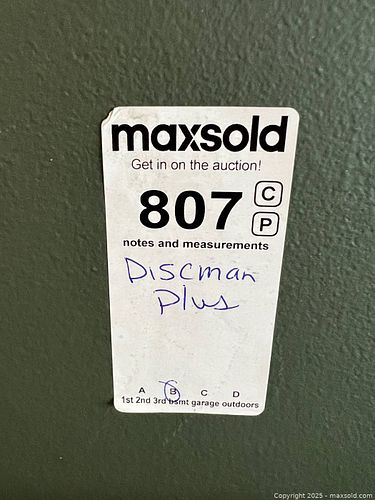 maxsold
Get in on the auction!
807 C
P
notes and measurements
Discman
Plus
A B C D
1st 2nd 3rd bsmt garage outdoors
Copyright 2025 - maxsold.com